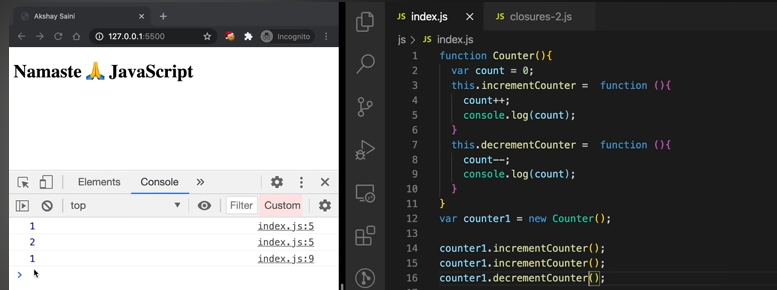 Akshay Saini
127.0.0.1:5500
Incognito
Namaste 🙏 JavaScript
Elements Console »
top Filter Custom
1 index.js:5
2 index.js:5
1 index.js:9
>
JS index.js closures-2.js
js > JS index.js
1 function Counter(){
2 var count = 0;
3 this.incrementCounter = function (){
4 count++;
5 console.log(count);
6 }
7 this.decrementCounter = function (){
8 count--;
9 console.log(count);
10 }
11 }
12 var counter1 = new Counter();
13
14 counter1.incrementCounter();
15 counter1.incrementCounter();
16 counter1.decrementCounter();